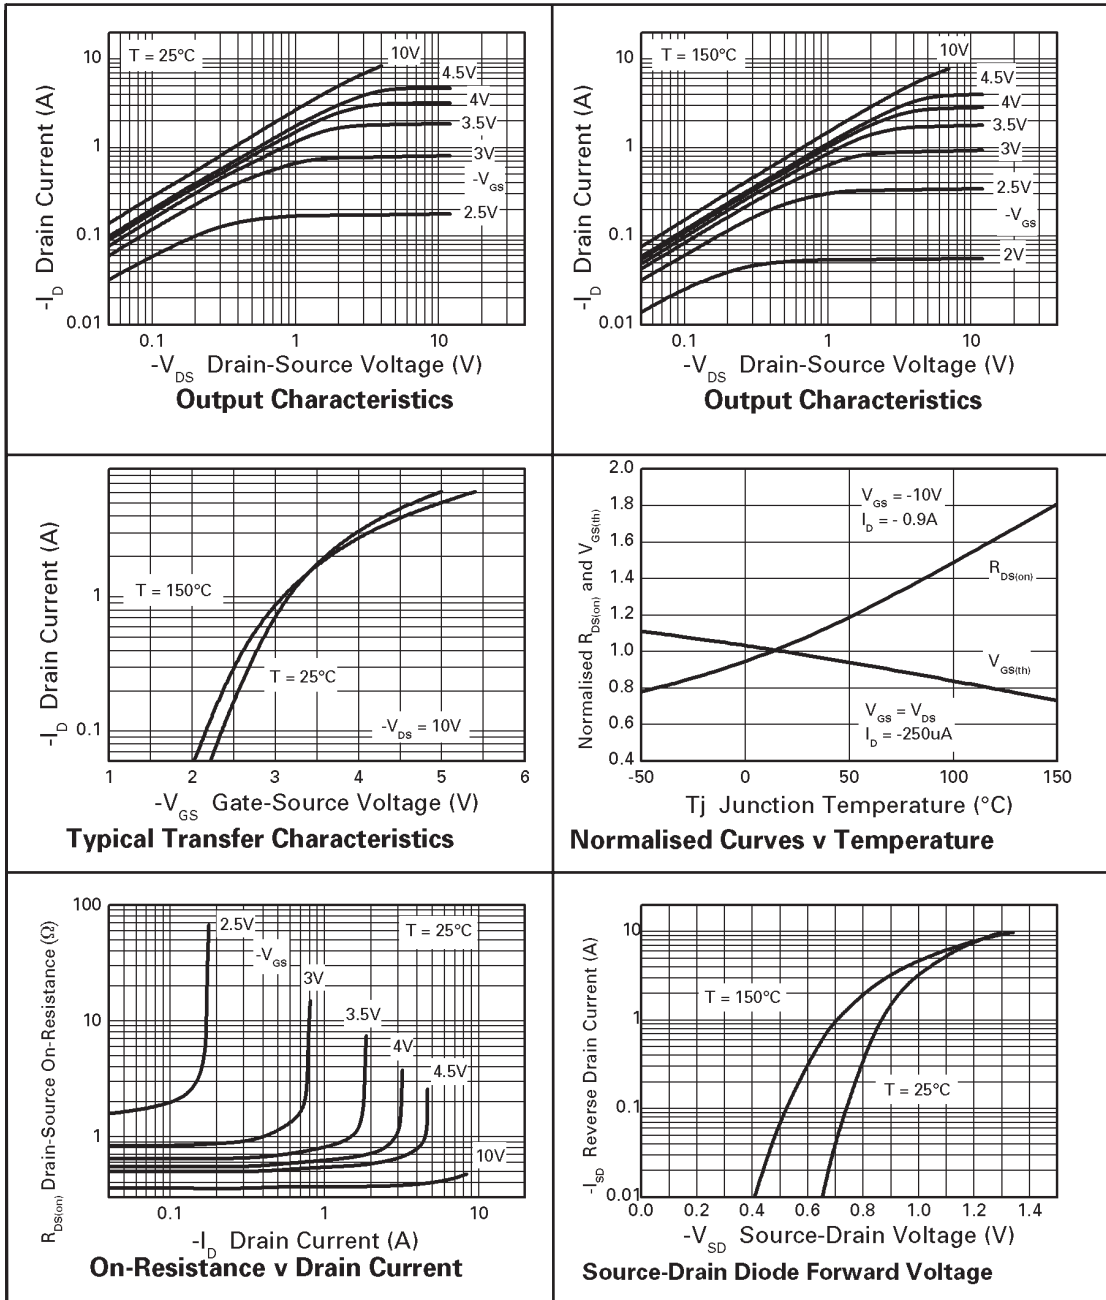 T = 25°C
10V
4.5V
4V
3.5V
3V
-VGS
2.5V
10
1
0.1
0.01
-ID Drain Current (A)
0.1
1
10
-VDS Drain-Source Voltage (V)
Output Characteristics
T = 150°C
10V
4.5V
4V
3.5V
3V
2.5V
-VGS
2V
10
1
0.1
0.01
-ID Drain Current (A)
0.1
1
10
-VDS Drain-Source Voltage (V)
Output Characteristics
-ID Drain Current (A)
1
0.1
T = 150°C
T = 25°C
-VDS = 10V
1
2
3
4
5
6
-VGS Gate-Source Voltage (V)
Typical Transfer Characteristics
Normalised RDS(on) and VGS(th)
2.0
1.8
1.6
1.4
1.2
1.0
0.8
0.6
0.4
VGS = -10V
ID = - 0.9A
RDS(on)
VGS(th)
VGS = VDS
ID = -250uA
-50
0
50
100
150
Tj Junction Temperature (°C)
Normalised Curves v Temperature
RDS(on) Drain-Source On-Resistance (Ω)
100
10
1
2.5V
-VGS
3V
3.5V
4V
4.5V
10V
T = 25°C
0.1
1
10
-ID Drain Current (A)
On-Resistance v Drain Current
-ISD Reverse Drain Current (A)
10
1
0.1
0.01
T = 150°C
T = 25°C
0.0
0.2
0.4
0.6
0.8
1.0
1.2
1.4
-VSD Source-Drain Voltage (V)
Source-Drain Diode Forward Voltage